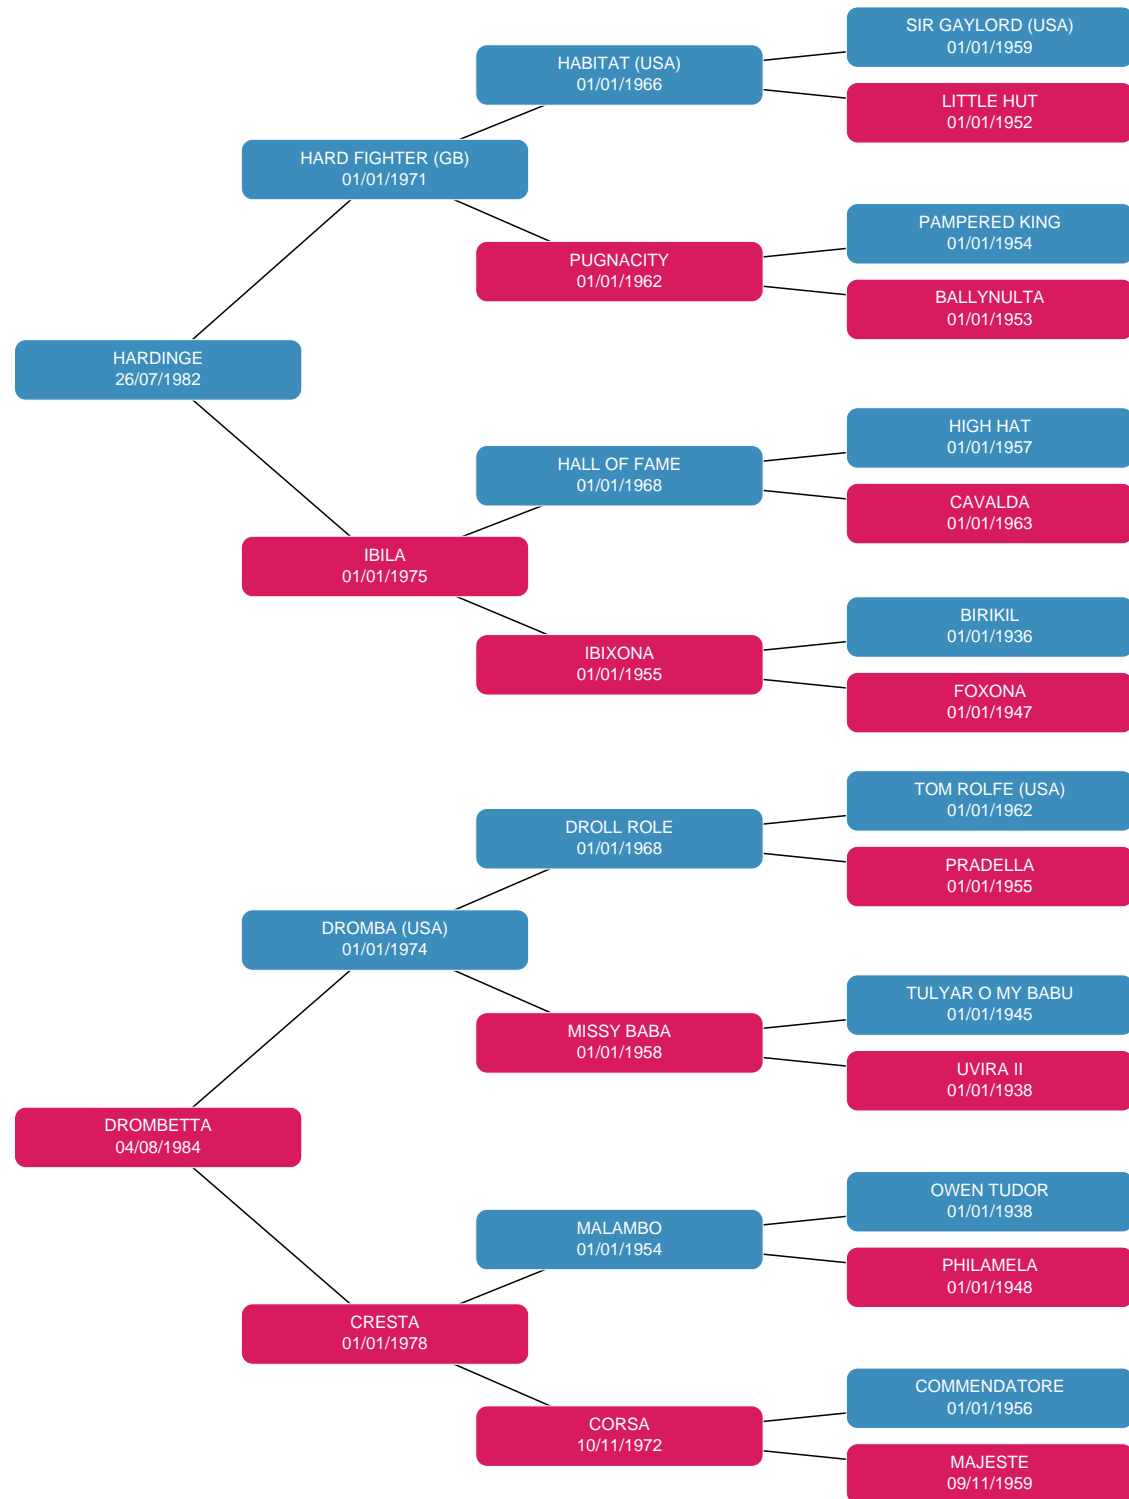 SIR GAYLORD (USA)
01/01/1959
HABITAT (USA)
01/01/1966
LITTLE HUT
01/01/1952
HARD FIGHTER (GB)
01/01/1971
PAMPERED KING
01/01/1954
PUGNACITY
01/01/1962
BALLYNULTA
01/01/1953
HARDINGE
26/07/1982
HIGH HAT
01/01/1957
HALL OF FAME
01/01/1968
CAVALDA
01/01/1963
IBILA
01/01/1975
BIRIKIL
01/01/1936
IBIXONA
01/01/1955
FOXONA
01/01/1947
TOM ROLFE (USA)
01/01/1962
DROLL ROLE
01/01/1968
PRADELLA
01/01/1955
DROMBA (USA)
01/01/1974
TULYAR O MY BABU
01/01/1945
MISSY BABA
01/01/1958
UVIRA II
01/01/1938
DROMBETTA
04/08/1984
OWEN TUDOR
01/01/1938
MALAMBO
01/01/1954
PHILAMELA
01/01/1948
CRESTA
01/01/1978
COMMENDATORE
01/01/1956
CORSA
10/11/1972
MAJESTE
09/11/1959